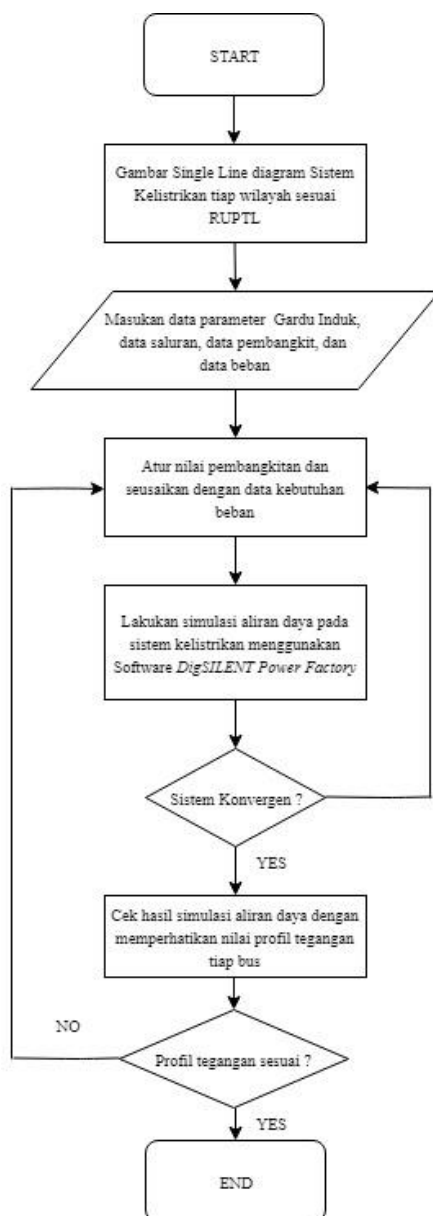 START
Gambar Single Line diagram Sistem
Kelistrikan tiap wilayah sesuai
RUPTL
Masukan data parameter Gardu Induk,
data saluran, data pembangkit, dan
data beban
Atur nilai pembangkitan dan
seusaikan dengan data kebutuhan
beban
Lakukan simulasi aliran daya pada
sistem kelistrikan menggunakan
Software DigSILENT Power Factory
Sistem Konvergen ?
YES
Cek hasil simulasi aliran daya dengan
memperhatikan nilai profil tegangan
tiap bus
NO
Profil tegangan sesuai ?
YES
END